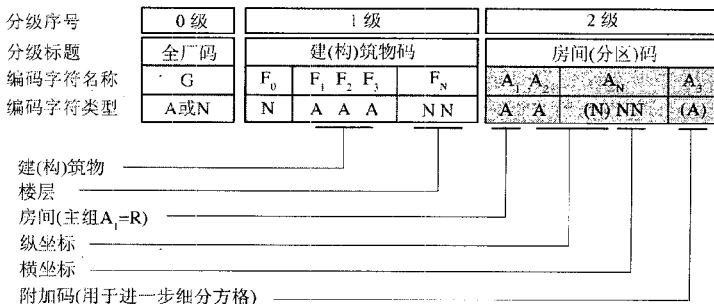 分级序号 0级 1级 2级
分级标题 全厂码 建(构)筑物码 房间(分区)码
编码字符名称 G F₀ F₁ F₂ F₃ F_N A₁ A₂ A_N A₃
编码字符类型 A或N N A A A NN A A (N) NN (A)
建(构)筑物
楼层
房间(主组A₁=R)
纵坐标
横坐标
附加码(用于进一步细分方格)